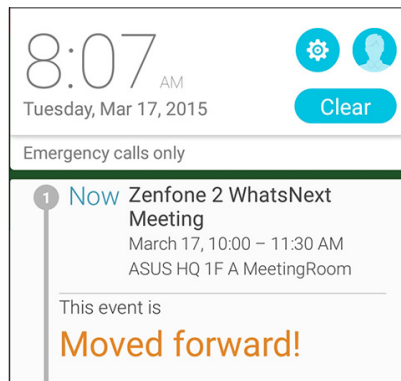 8:07 AM
Tuesday, Mar 17, 2015
Clear
Emergency calls only
1 Now Zenfone 2 WhatsNext
Meeting
March 17, 10:00 – 11:30 AM
ASUS HQ 1F A MeetingRoom
This event is
Moved forward!